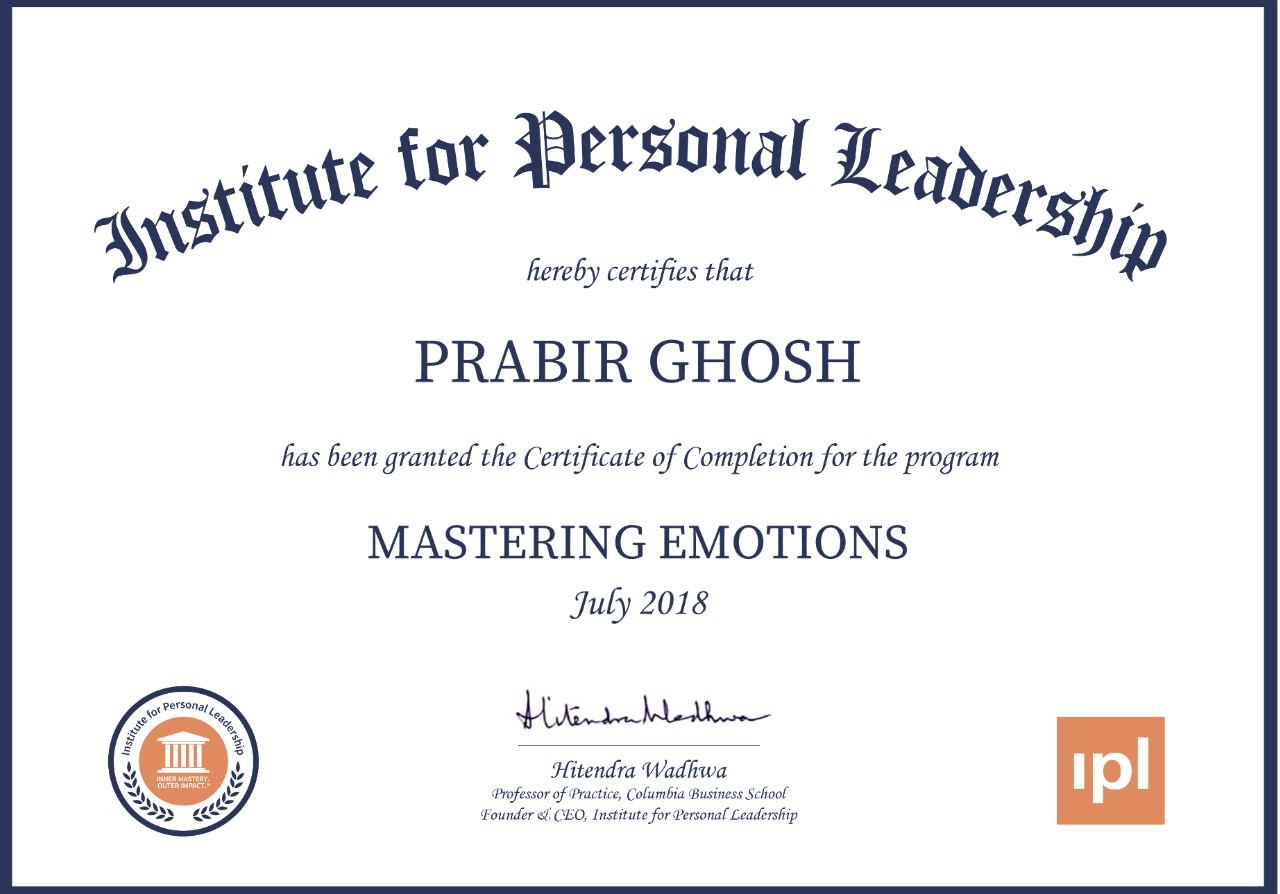 Institute for Personal Leadership
hereby certifies that
PRABIR GHOSH
has been granted the Certificate of Completion for the program
MASTERING EMOTIONS
July 2018
Institute for Personal Leadership
INNER MASTERY.
OUTER IMPACT.®
Hitendra Wadhwa
Hitendra Wadhwa
Professor of Practice, Columbia Business School
Founder & CEO, Institute for Personal Leadership
ipl